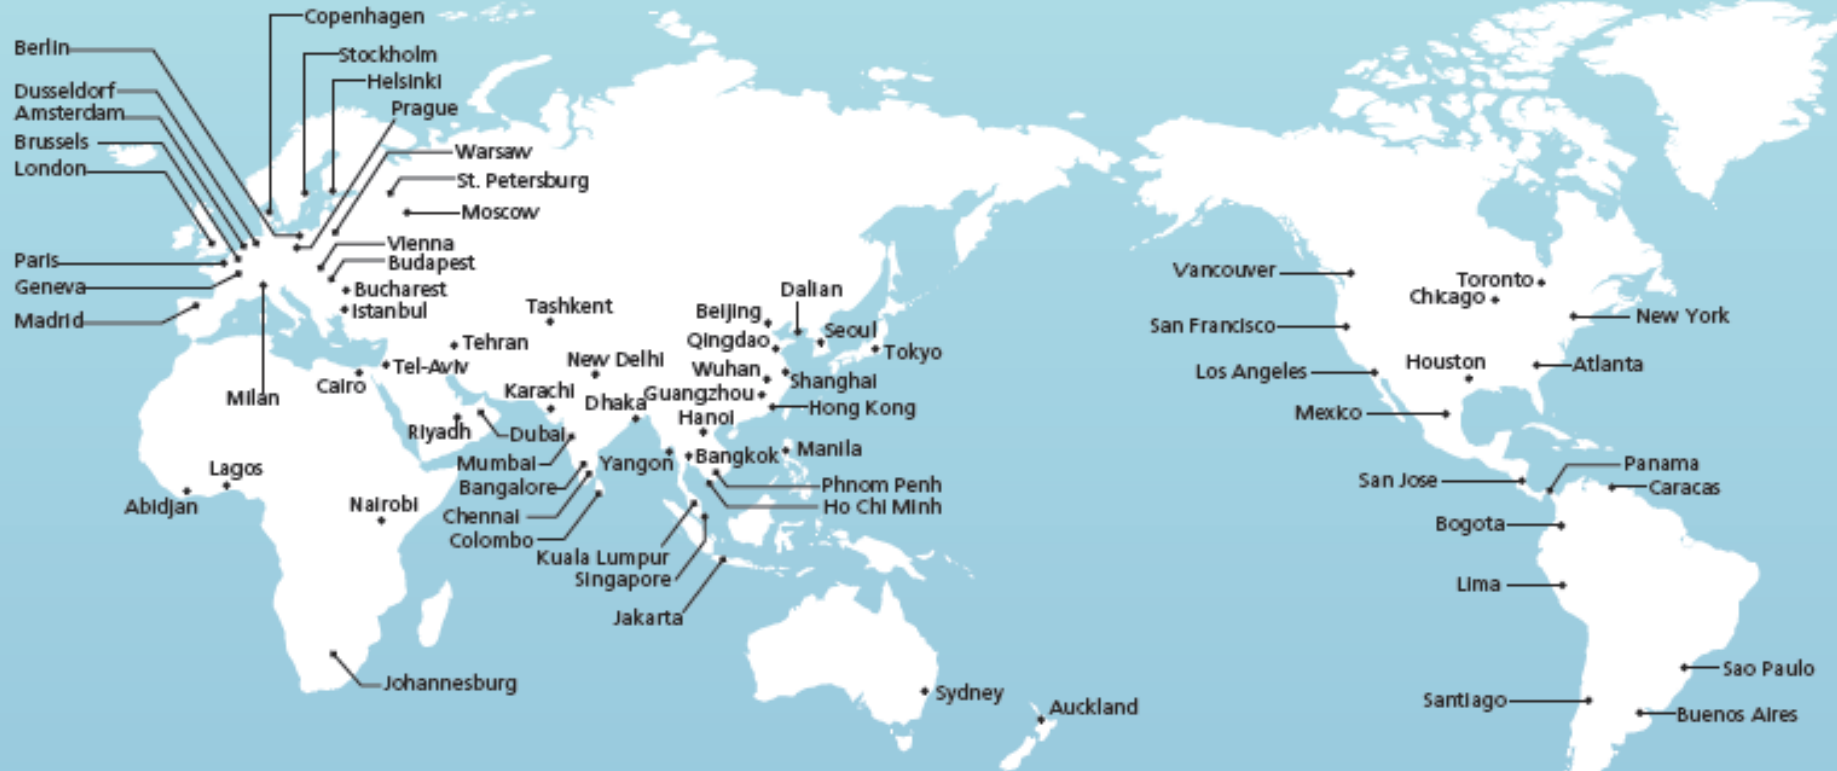 Copenhagen
Berlin
Stockholm
Helsinki
Dusseldorf
Prague
Amsterdam
Brussels
Warsaw
London
St. Petersburg
Moscow
Vienna
Paris
Budapest
Geneva
Bucharest
Istanbul
Madrid
Milan
Cairo
Tel-Aviv
Tehran
Tashkent
New Delhi
Karachi
Dhaka
Riyadh
Dubai
Mumbai
Bangalore
Chennai
Colombo
Yangon
Lagos
Abidjan
Nairobi
Johannesburg
Dalian
Beijing
Seoul
Qingdao
Tokyo
Wuhan
Shanghai
Guangzhou
Hong Kong
Hanoi
Bangkok
Manila
Phnom Penh
Ho Chi Minh
Kuala Lumpur
Singapore
Jakarta
Sydney
Auckland
Vancouver
Toronto
Chicago
New York
San Francisco
Houston
Atlanta
Los Angeles
Mexico
Panama
San Jose
Caracas
Bogota
Lima
Sao Paulo
Santiago
Buenos Aires